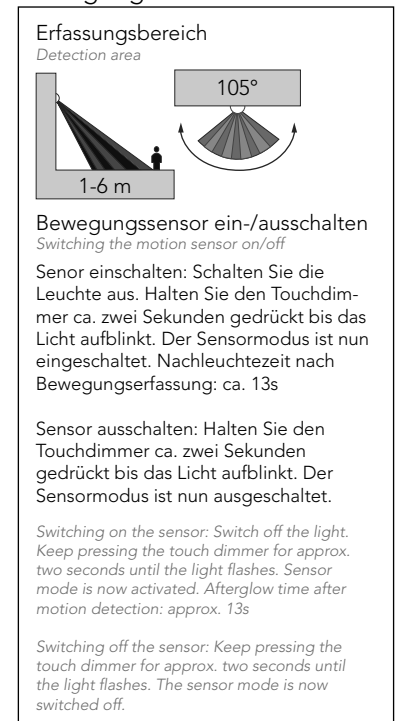 Erfassungsbereich
Detection area
105°
1-6 m
Bewegungssensor ein-/ausschalten
Switching the motion sensor on/off
Senor einschalten: Schalten Sie die
Leuchte aus. Halten Sie den Touchdim-
mer ca. zwei Sekunden gedrückt bis das
Licht aufblinkt. Der Sensormodus ist nun
eingeschaltet. Nachleuchtezeit nach
Bewegungserfassung: ca. 13s
Sensor ausschalten: Halten Sie den
Touchdimmer ca. zwei Sekunden
gedrückt bis das Licht aufblinkt. Der
Sensormodus ist nun ausgeschaltet.
Switching on the sensor: Switch off the light.
Keep pressing the touch dimmer for approx.
two seconds until the light flashes. Sensor
mode is now activated. Afterglow time after
motion detection: approx. 13s
Switching off the sensor: Keep pressing the
touch dimmer for approx. two seconds until
the light flashes. The sensor mode is now
switched off.